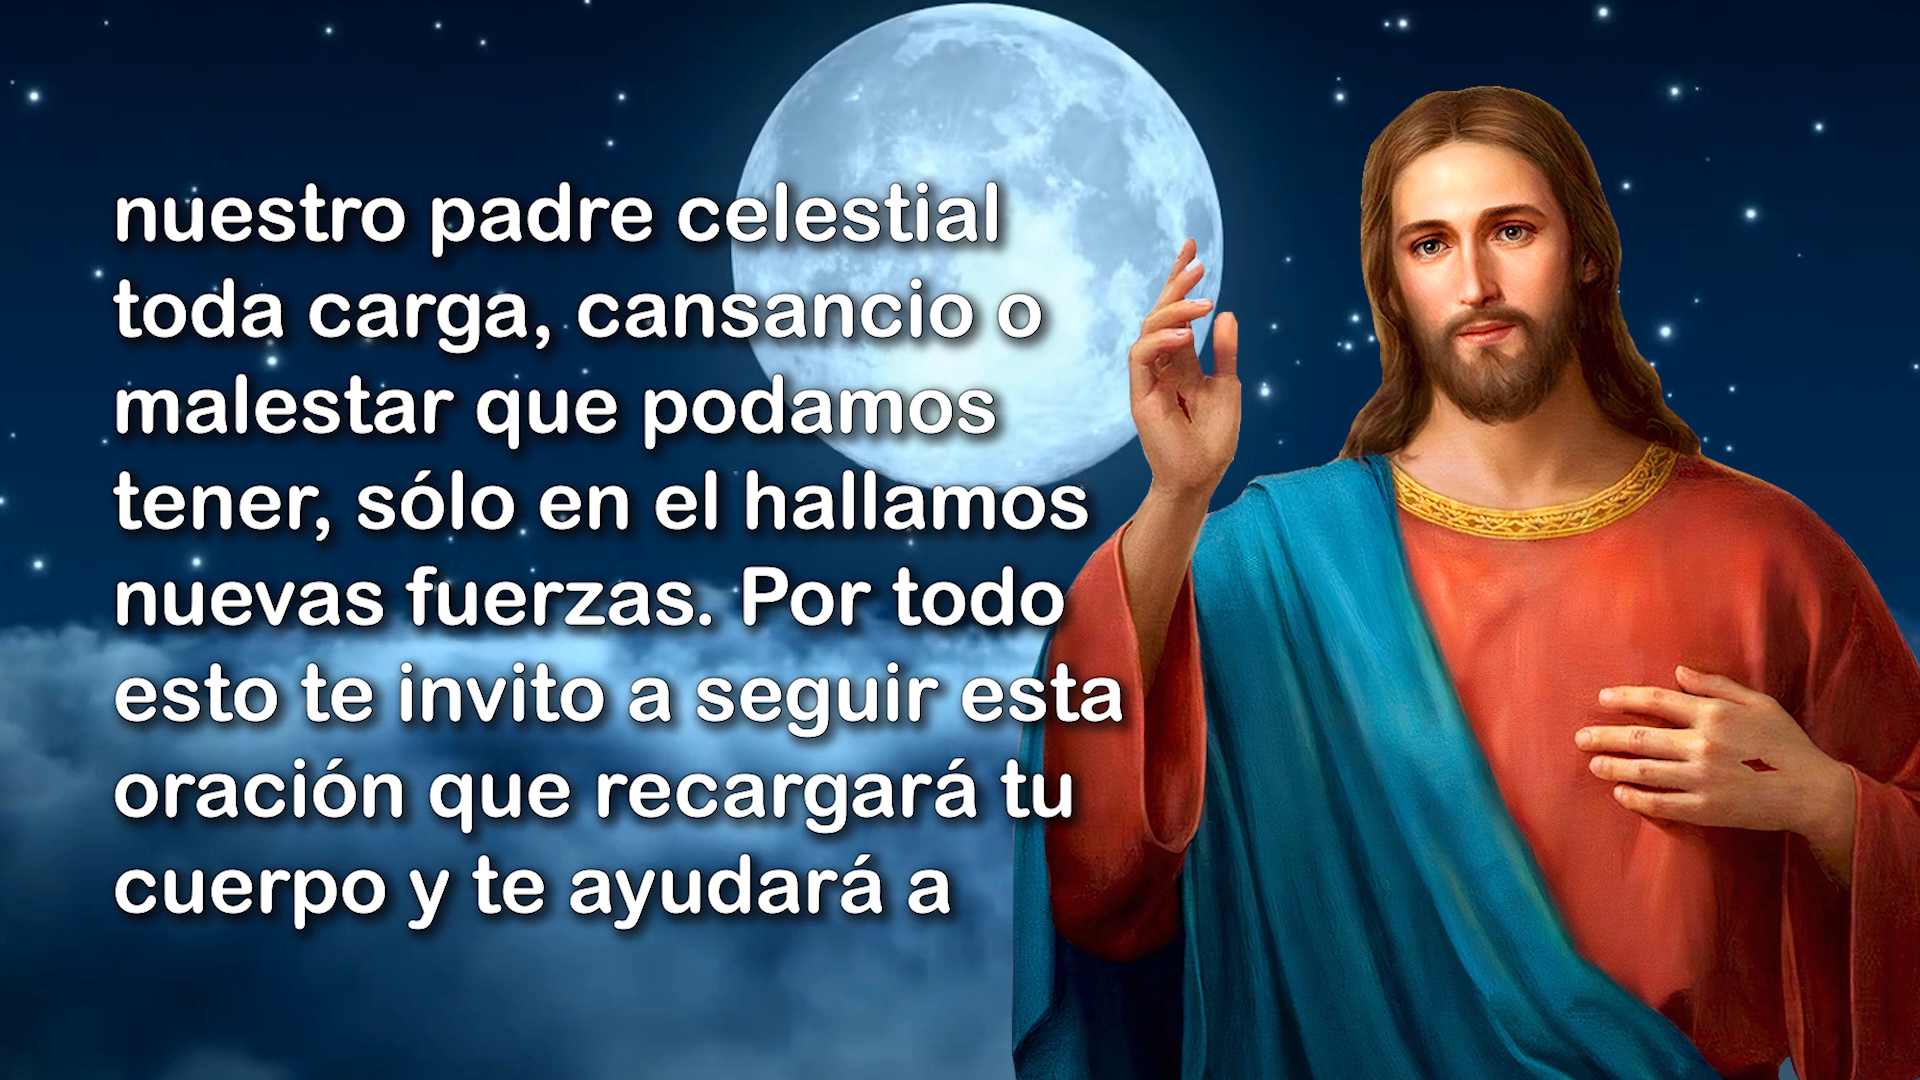 nuestro padre celestial
toda carga, cansancio o
malestar que podamos
tener, sólo en el hallamos
nuevas fuerzas. Por todo
esto te invito a seguir esta
oración que recargará tu
cuerpo y te ayudará a